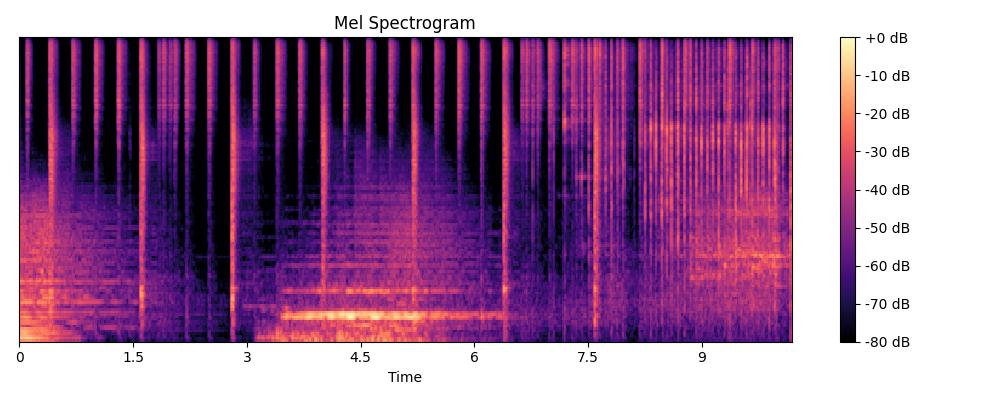 Mel Spectrogram
+0 dB
-10 dB
-20 dB
-30 dB
-40 dB
-50 dB
-60 dB
-70 dB
-80 dB
0 1.5 3 4.5 6 7.5 9
Time